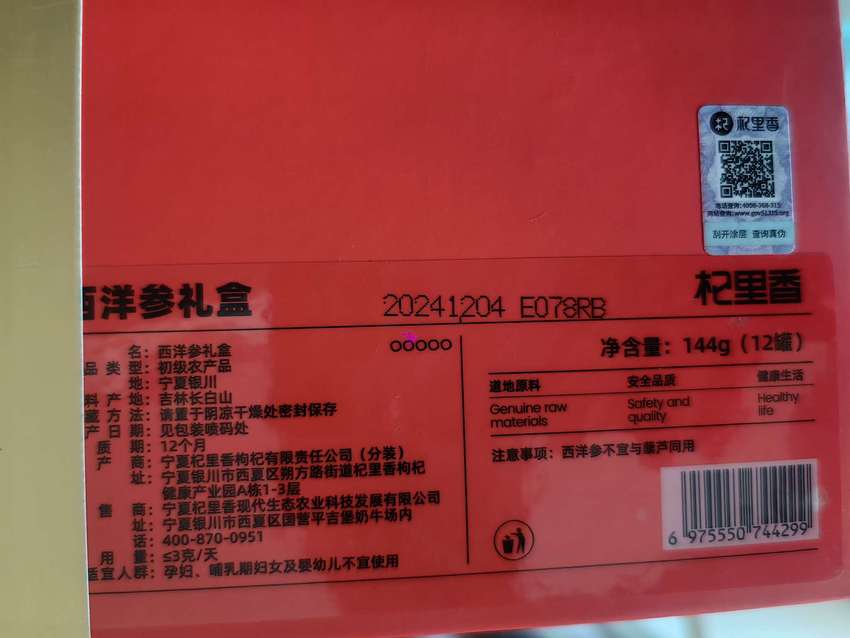 杞里香
电话查询:4006-368-315
网站查询:www.gov51315.org
刮开涂层 查询真伪
西洋参礼盒
20241204 E078RB
杞里香
名：西洋参礼盒
品 类 型：初级农产品
地：宁夏银川
料 产 地：吉林长白山
藏 方 法：请置于阴凉干燥处密封保存
产 日 期：见包装喷码处
质 期：12个月
产 商：宁夏杞里香枸杞有限责任公司（分装）
址：宁夏银川市西夏区朔方路街道杞里香枸杞
健康产业园A栋1-3层
售 商：宁夏杞里香现代生态农业科技发展有限公司
址：宁夏银川市西夏区国营平吉堡奶牛场内
话：400-870-0951
用 量：≤3克/天
适宜人群：孕妇、哺乳期妇女及婴幼儿不宜使用
净含量：144g（12罐）
道地原料 安全品质 健康生活
Genuine raw materials
Safety and quality
Healthy life
注意事项：西洋参不宜与藜芦同用
6 975550 744299